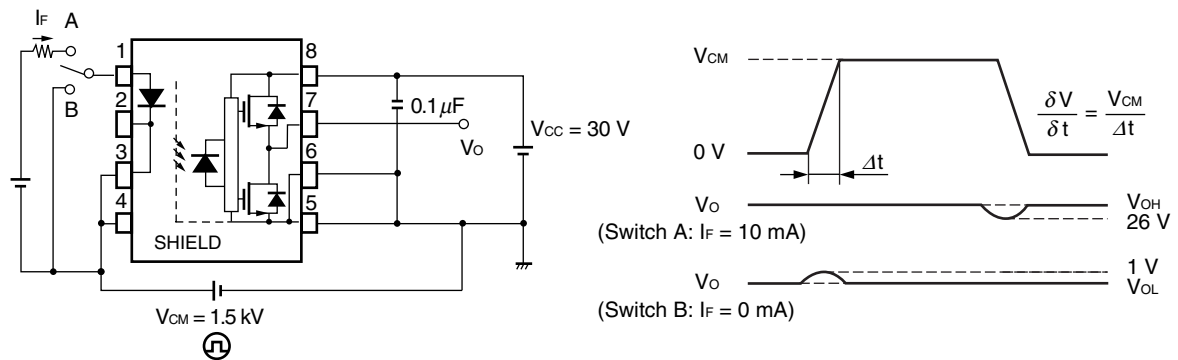 IF A
B
1
2
3
4
8
7
6
5
SHIELD
0.1 μF
VO
VCC = 30 V
VCM = 1.5 kV
VCM
0 V
Δt
δV/δt = VCM/Δt
VO
(Switch A: IF = 10 mA)
VOH
26 V
VO
(Switch B: IF = 0 mA)
1 V
VOL